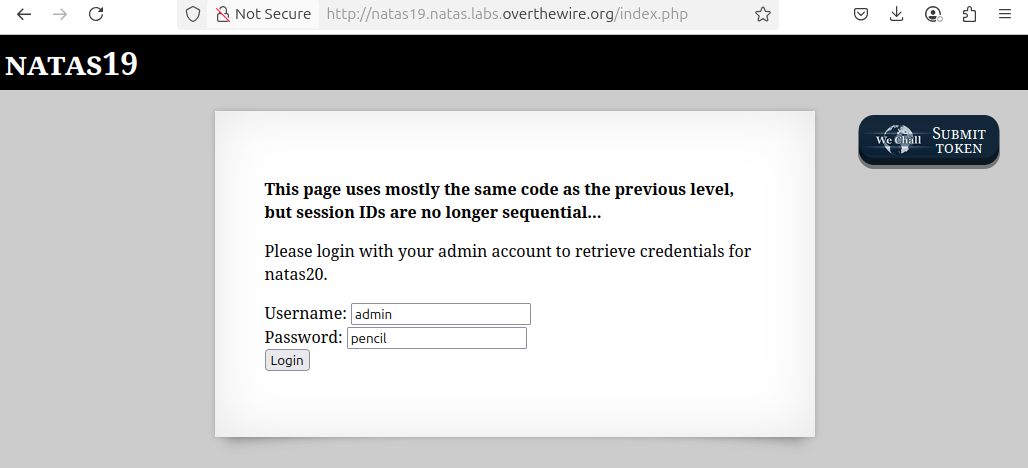 Not Secure http://natas19.natas.labs.overthewire.org/index.php
NATAS19
We Chall SUBMIT
TOKEN
This page uses mostly the same code as the previous level,
but session IDs are no longer sequential...
Please login with your admin account to retrieve credentials for
natas20.
Username: admin
Password: pencil
Login